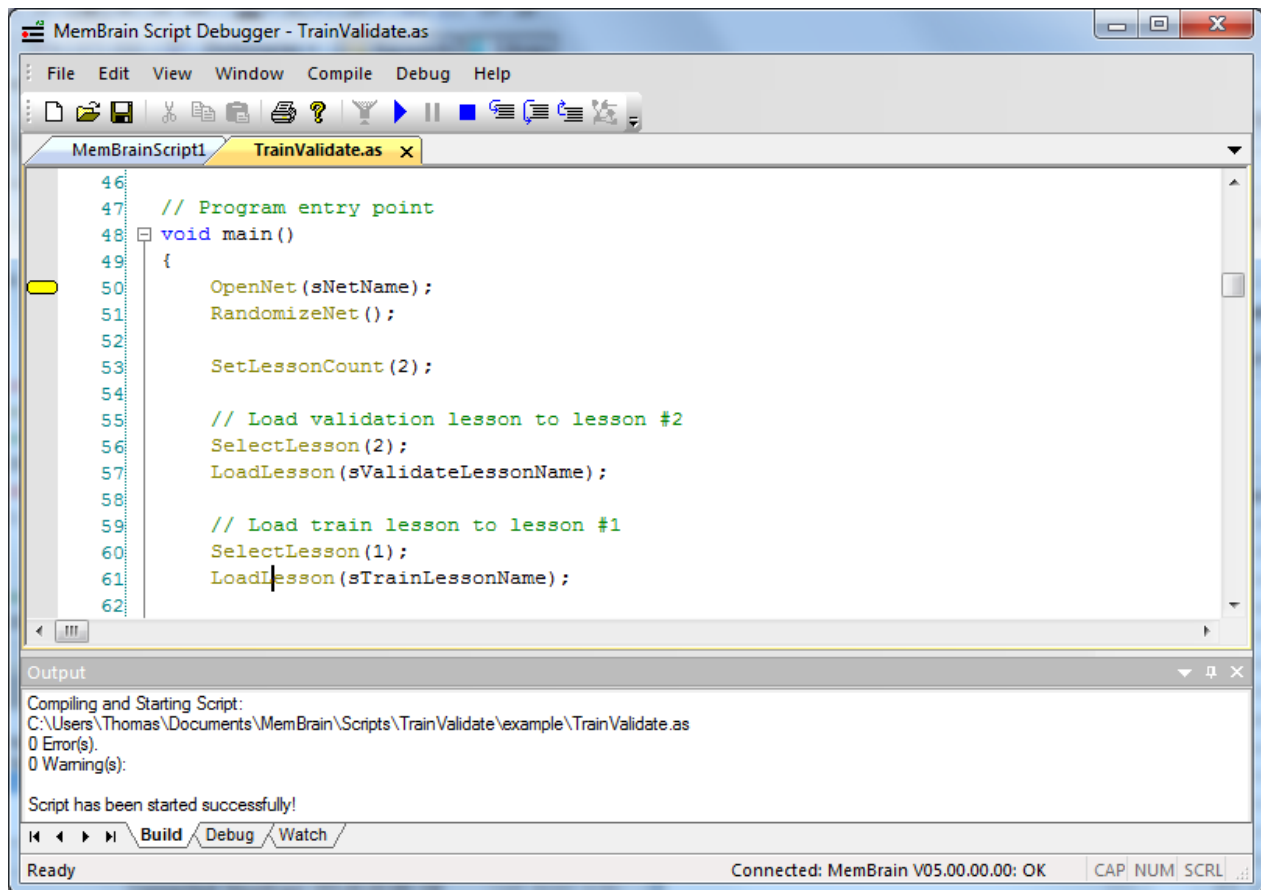 MemBrain Script Debugger - TrainValidate.as
File Edit View Window Compile Debug Help
MemBrainScript1 TrainValidate.as
46
47 // Program entry point
48 void main()
49 {
50 OpenNet(sNetName);
51 RandomizeNet();
52
53 SetLessonCount(2);
54
55 // Load validation lesson to lesson #2
56 SelectLesson(2);
57 LoadLesson(sValidateLessonName);
58
59 // Load train lesson to lesson #1
60 SelectLesson(1);
61 LoadLesson(sTrainLessonName);
62
Output
Compiling and Starting Script:
C:\Users\Thomas\Documents\MemBrain\Scripts\TrainValidate\example\TrainValidate.as
0 Error(s).
0 Warning(s):
Script has been started successfully!
Build Debug Watch
Ready Connected: MemBrain V05.00.00.00: OK CAP NUM SCRL